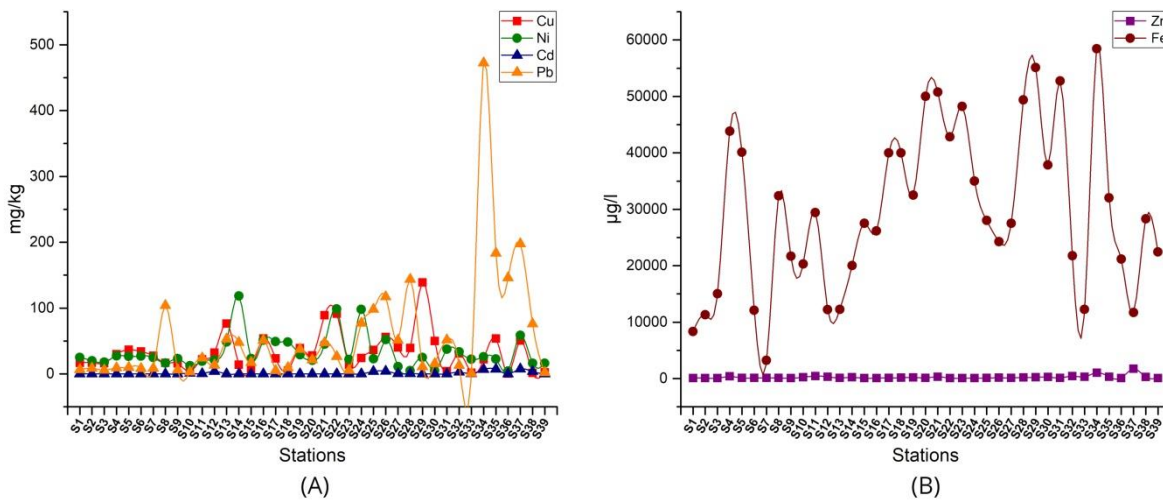 Cu
Ni
Cd
Pb
500
400
300
200
100
0
mg/kg
S1 S2 S3 S4 S5 S6 S7 S8 S9 S10 S11 S12 S13 S14 S15 S16 S17 S18 S19 S20 S21 S22 S23 S24 S25 S26 S27 S28 S29 S30 S31 S32 S33 S34 S35 S36 S37 S38 S39
Stations
(A)
Zn
Fe
60000
50000
40000
30000
20000
10000
0
µg/l
S1 S2 S3 S4 S5 S6 S7 S8 S9 S10 S11 S12 S13 S14 S15 S16 S17 S18 S19 S20 S21 S22 S23 S24 S25 S26 S27 S28 S29 S30 S31 S32 S33 S34 S35 S36 S37 S38 S39
Stations
(B)